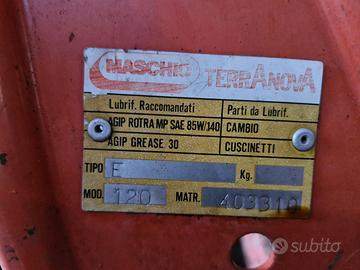 MASCHIO TERRANOVA
Lubrif. Raccomandati Parti da Lubrif.
AGIP ROTRA MP SAE 85W/140 CAMBIO
AGIP GREASE 30 CUSCINETTI
TIPO E Kg.
MOD. 120 MATR. 403310
subito